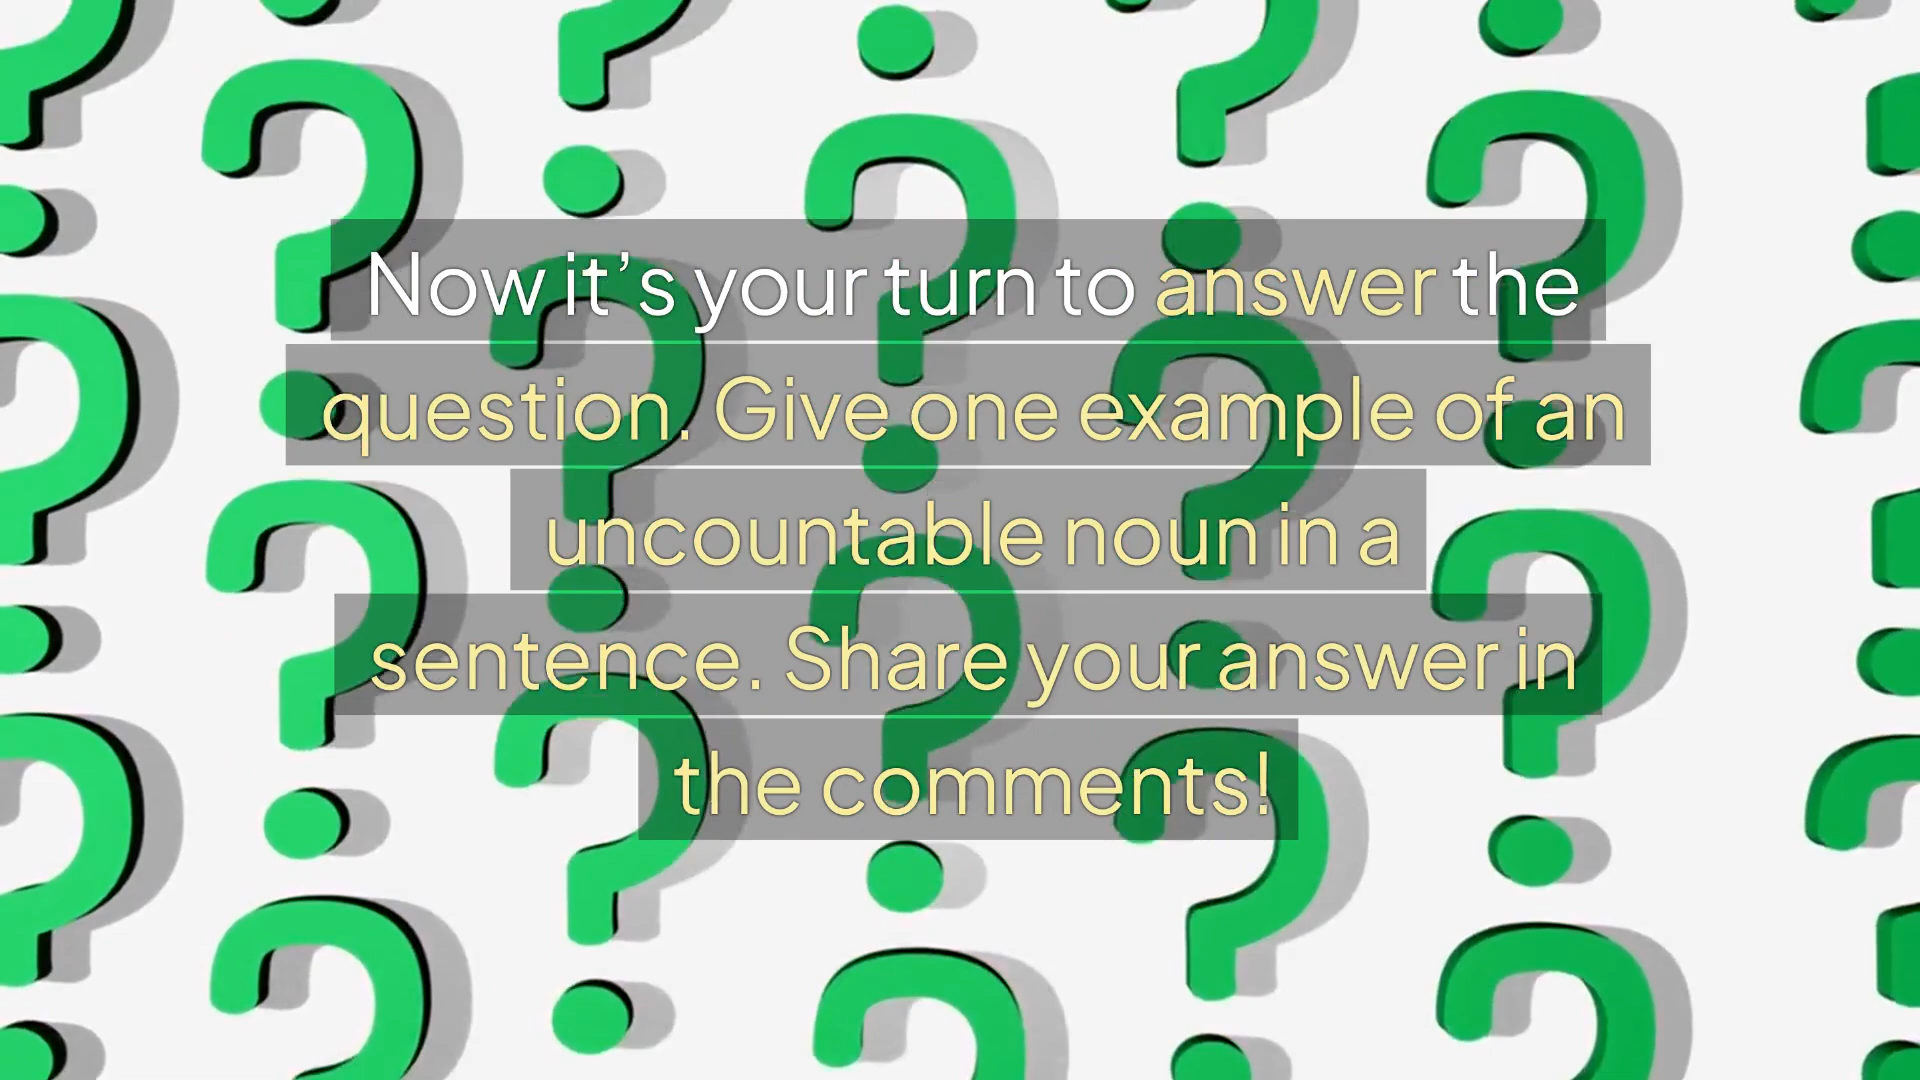 Now it’s your turn to answer the
question. Give one example of an
uncountable noun in a
sentence. Share your answer in
the comments!